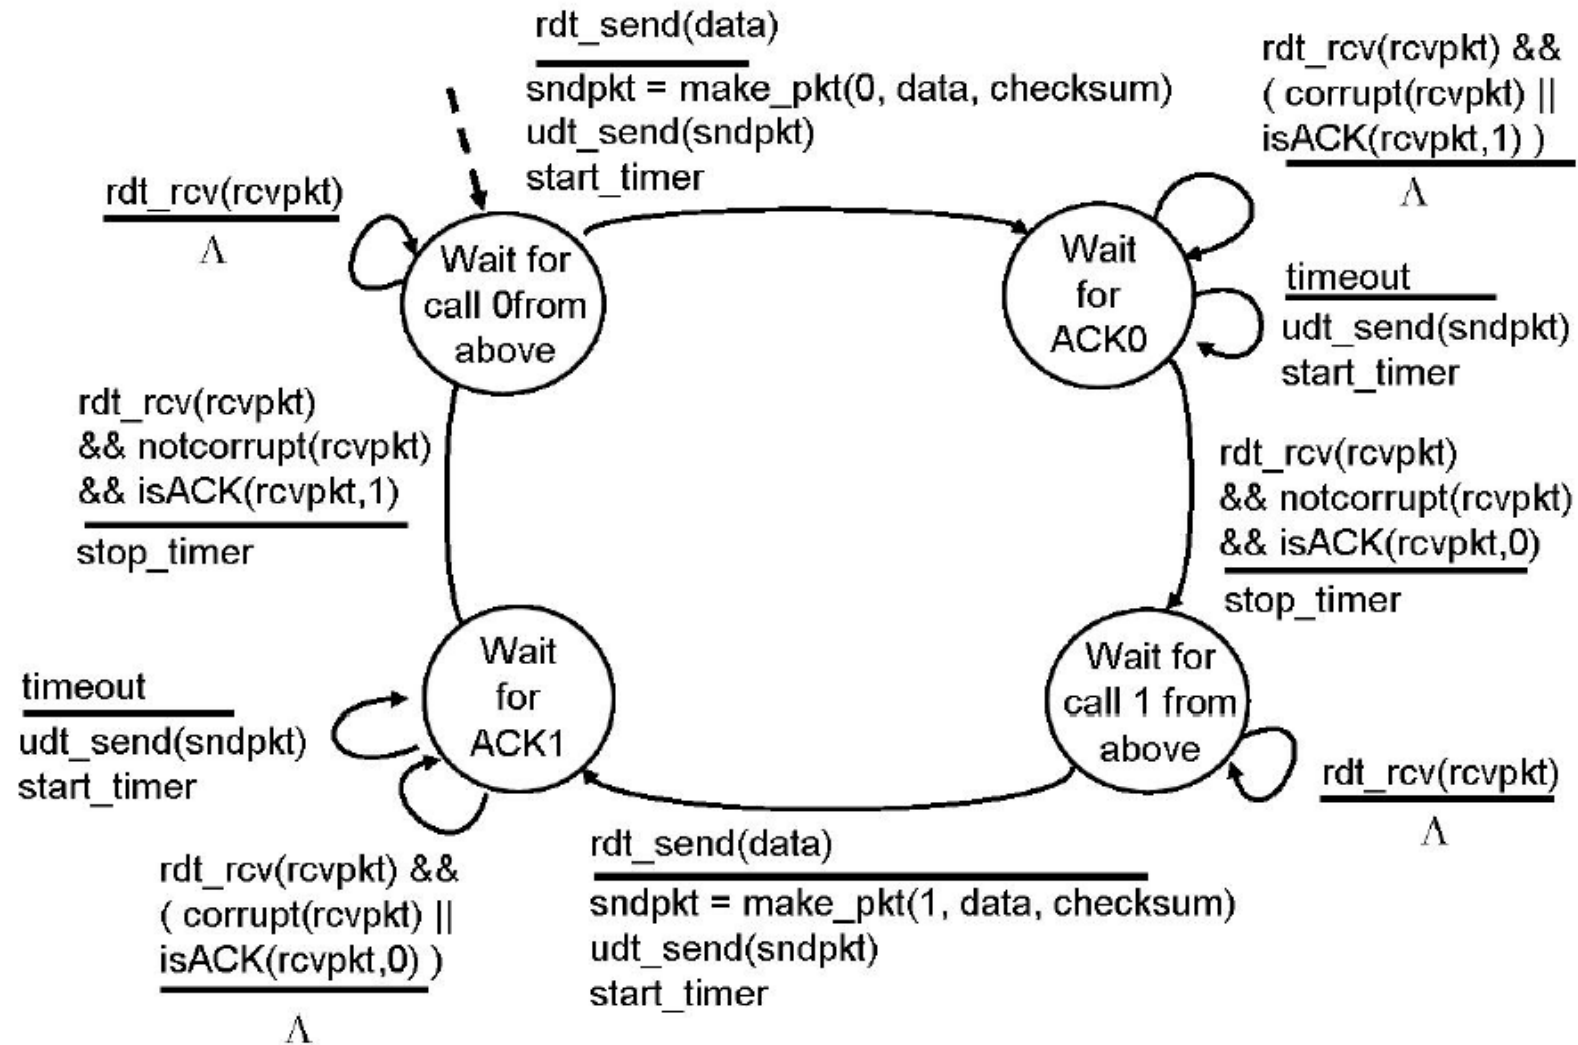 rdt_send(data)
sndpkt = make_pkt(0, data, checksum)
udt_send(sndpkt)
start_timer
rdt_rcv(rcvpkt) &&
( corrupt(rcvpkt) ||
isACK(rcvpkt,1) )
Λ
rdt_rcv(rcvpkt)
Λ
Wait for
call 0from
above
Wait
for
ACK0
timeout
udt_send(sndpkt)
start_timer
rdt_rcv(rcvpkt)
&& notcorrupt(rcvpkt)
&& isACK(rcvpkt,1)
stop_timer
rdt_rcv(rcvpkt)
&& notcorrupt(rcvpkt)
&& isACK(rcvpkt,0)
stop_timer
Wait
for
ACK1
Wait for
call 1 from
above
timeout
udt_send(sndpkt)
start_timer
rdt_rcv(rcvpkt)
Λ
rdt_rcv(rcvpkt) &&
( corrupt(rcvpkt) ||
isACK(rcvpkt,0) )
Λ
rdt_send(data)
sndpkt = make_pkt(1, data, checksum)
udt_send(sndpkt)
start_timer